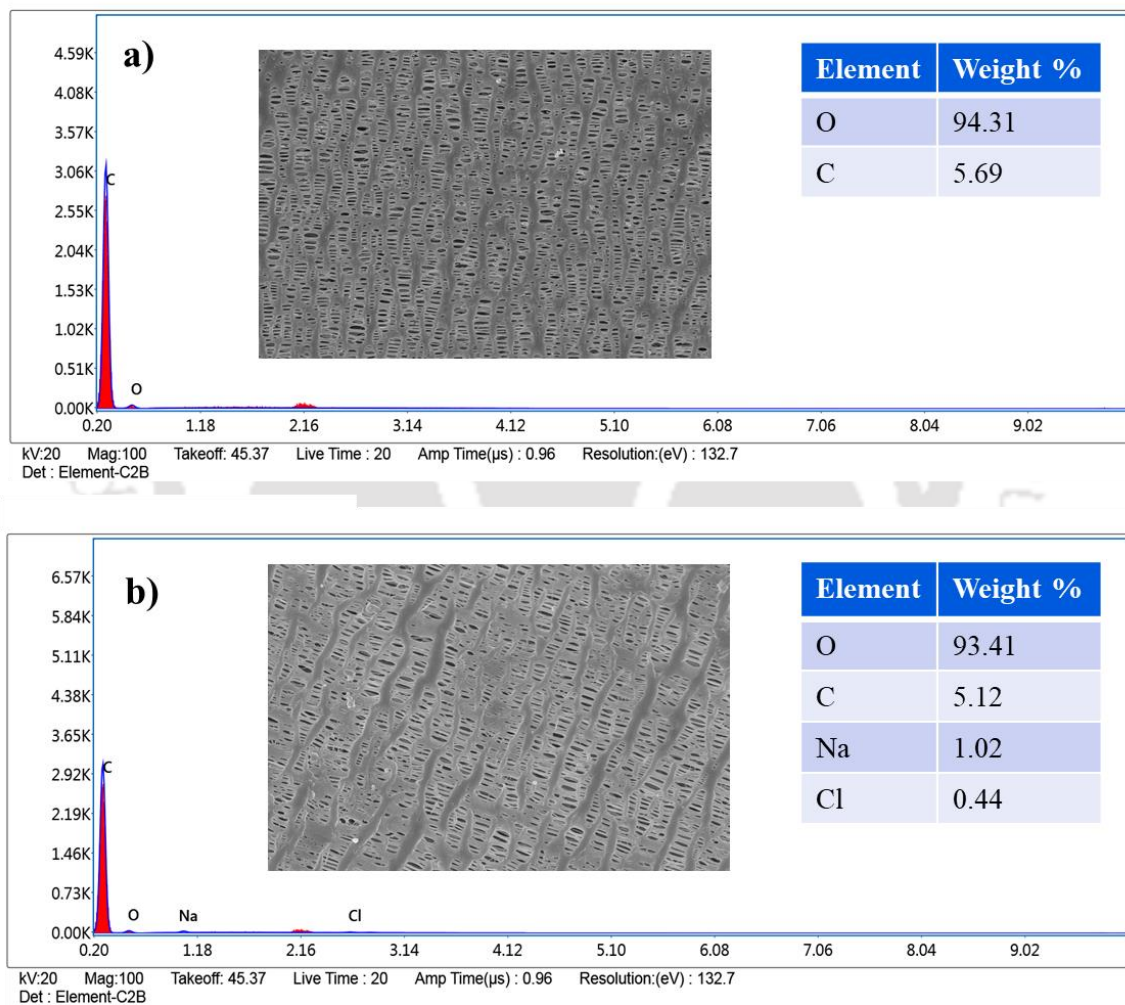 a)
4.59K
4.08K
3.57K
3.06K
2.55K
2.04K
1.53K
1.02K
0.51K
0.00K
C
O
0.20 1.18 2.16 3.14 4.12 5.10 6.08 7.06 8.04 9.02
Element Weight %
O 94.31
C 5.69
kV:20 Mag:100 Takeoff: 45.37 Live Time : 20 Amp Time(µs) : 0.96 Resolution:(eV) : 132.7
Det : Element-C2B
b)
6.57K
5.84K
5.11K
4.38K
3.65K
2.92K
2.19K
1.46K
0.73K
0.00K
C
O Na Cl
0.20 1.18 2.16 3.14 4.12 5.10 6.08 7.06 8.04 9.02
Element Weight %
O 93.41
C 5.12
Na 1.02
Cl 0.44
kV:20 Mag:100 Takeoff: 45.37 Live Time : 20 Amp Time(µs) : 0.96 Resolution:(eV) : 132.7
Det : Element-C2B